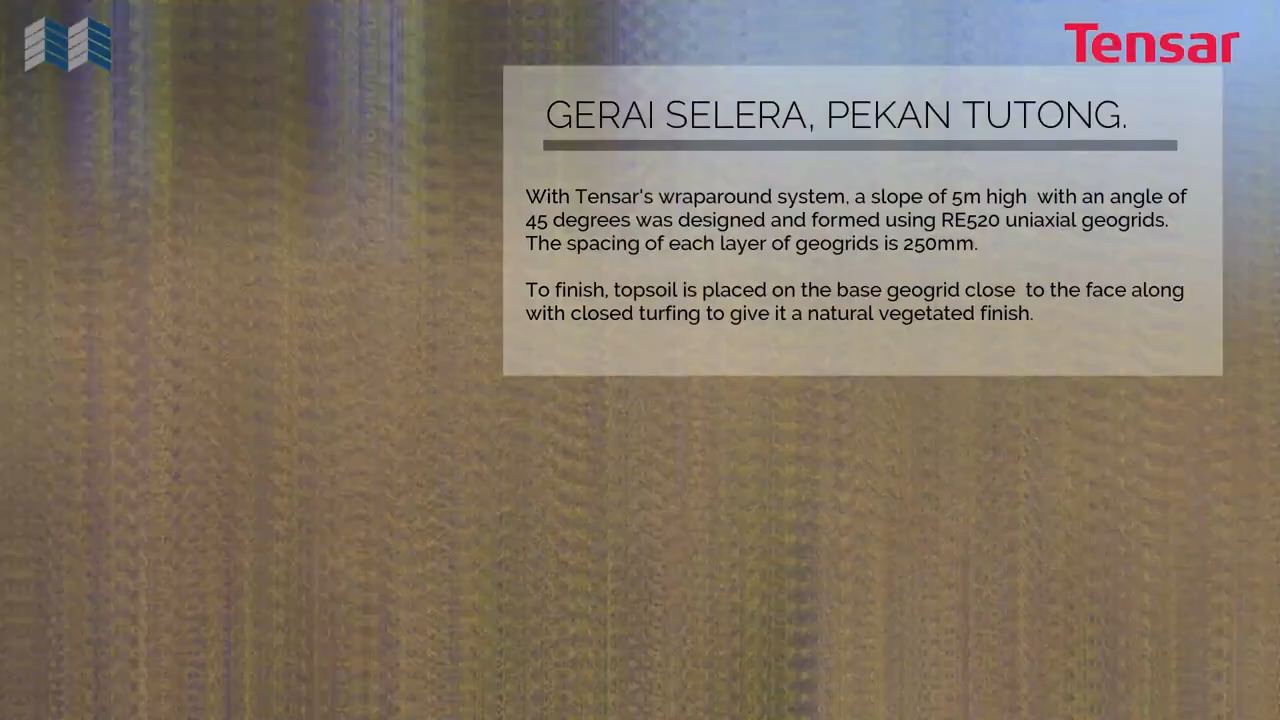 Tensar
GERAI SELERA, PEKAN TUTONG.
With Tensar's wraparound system, a slope of 5m high with an angle of
45 degrees was designed and formed using RE520 uniaxial geogrids.
The spacing of each layer of geogrids is 250mm.
To finish, topsoil is placed on the base geogrid close to the face along
with closed turfing to give it a natural vegetated finish.